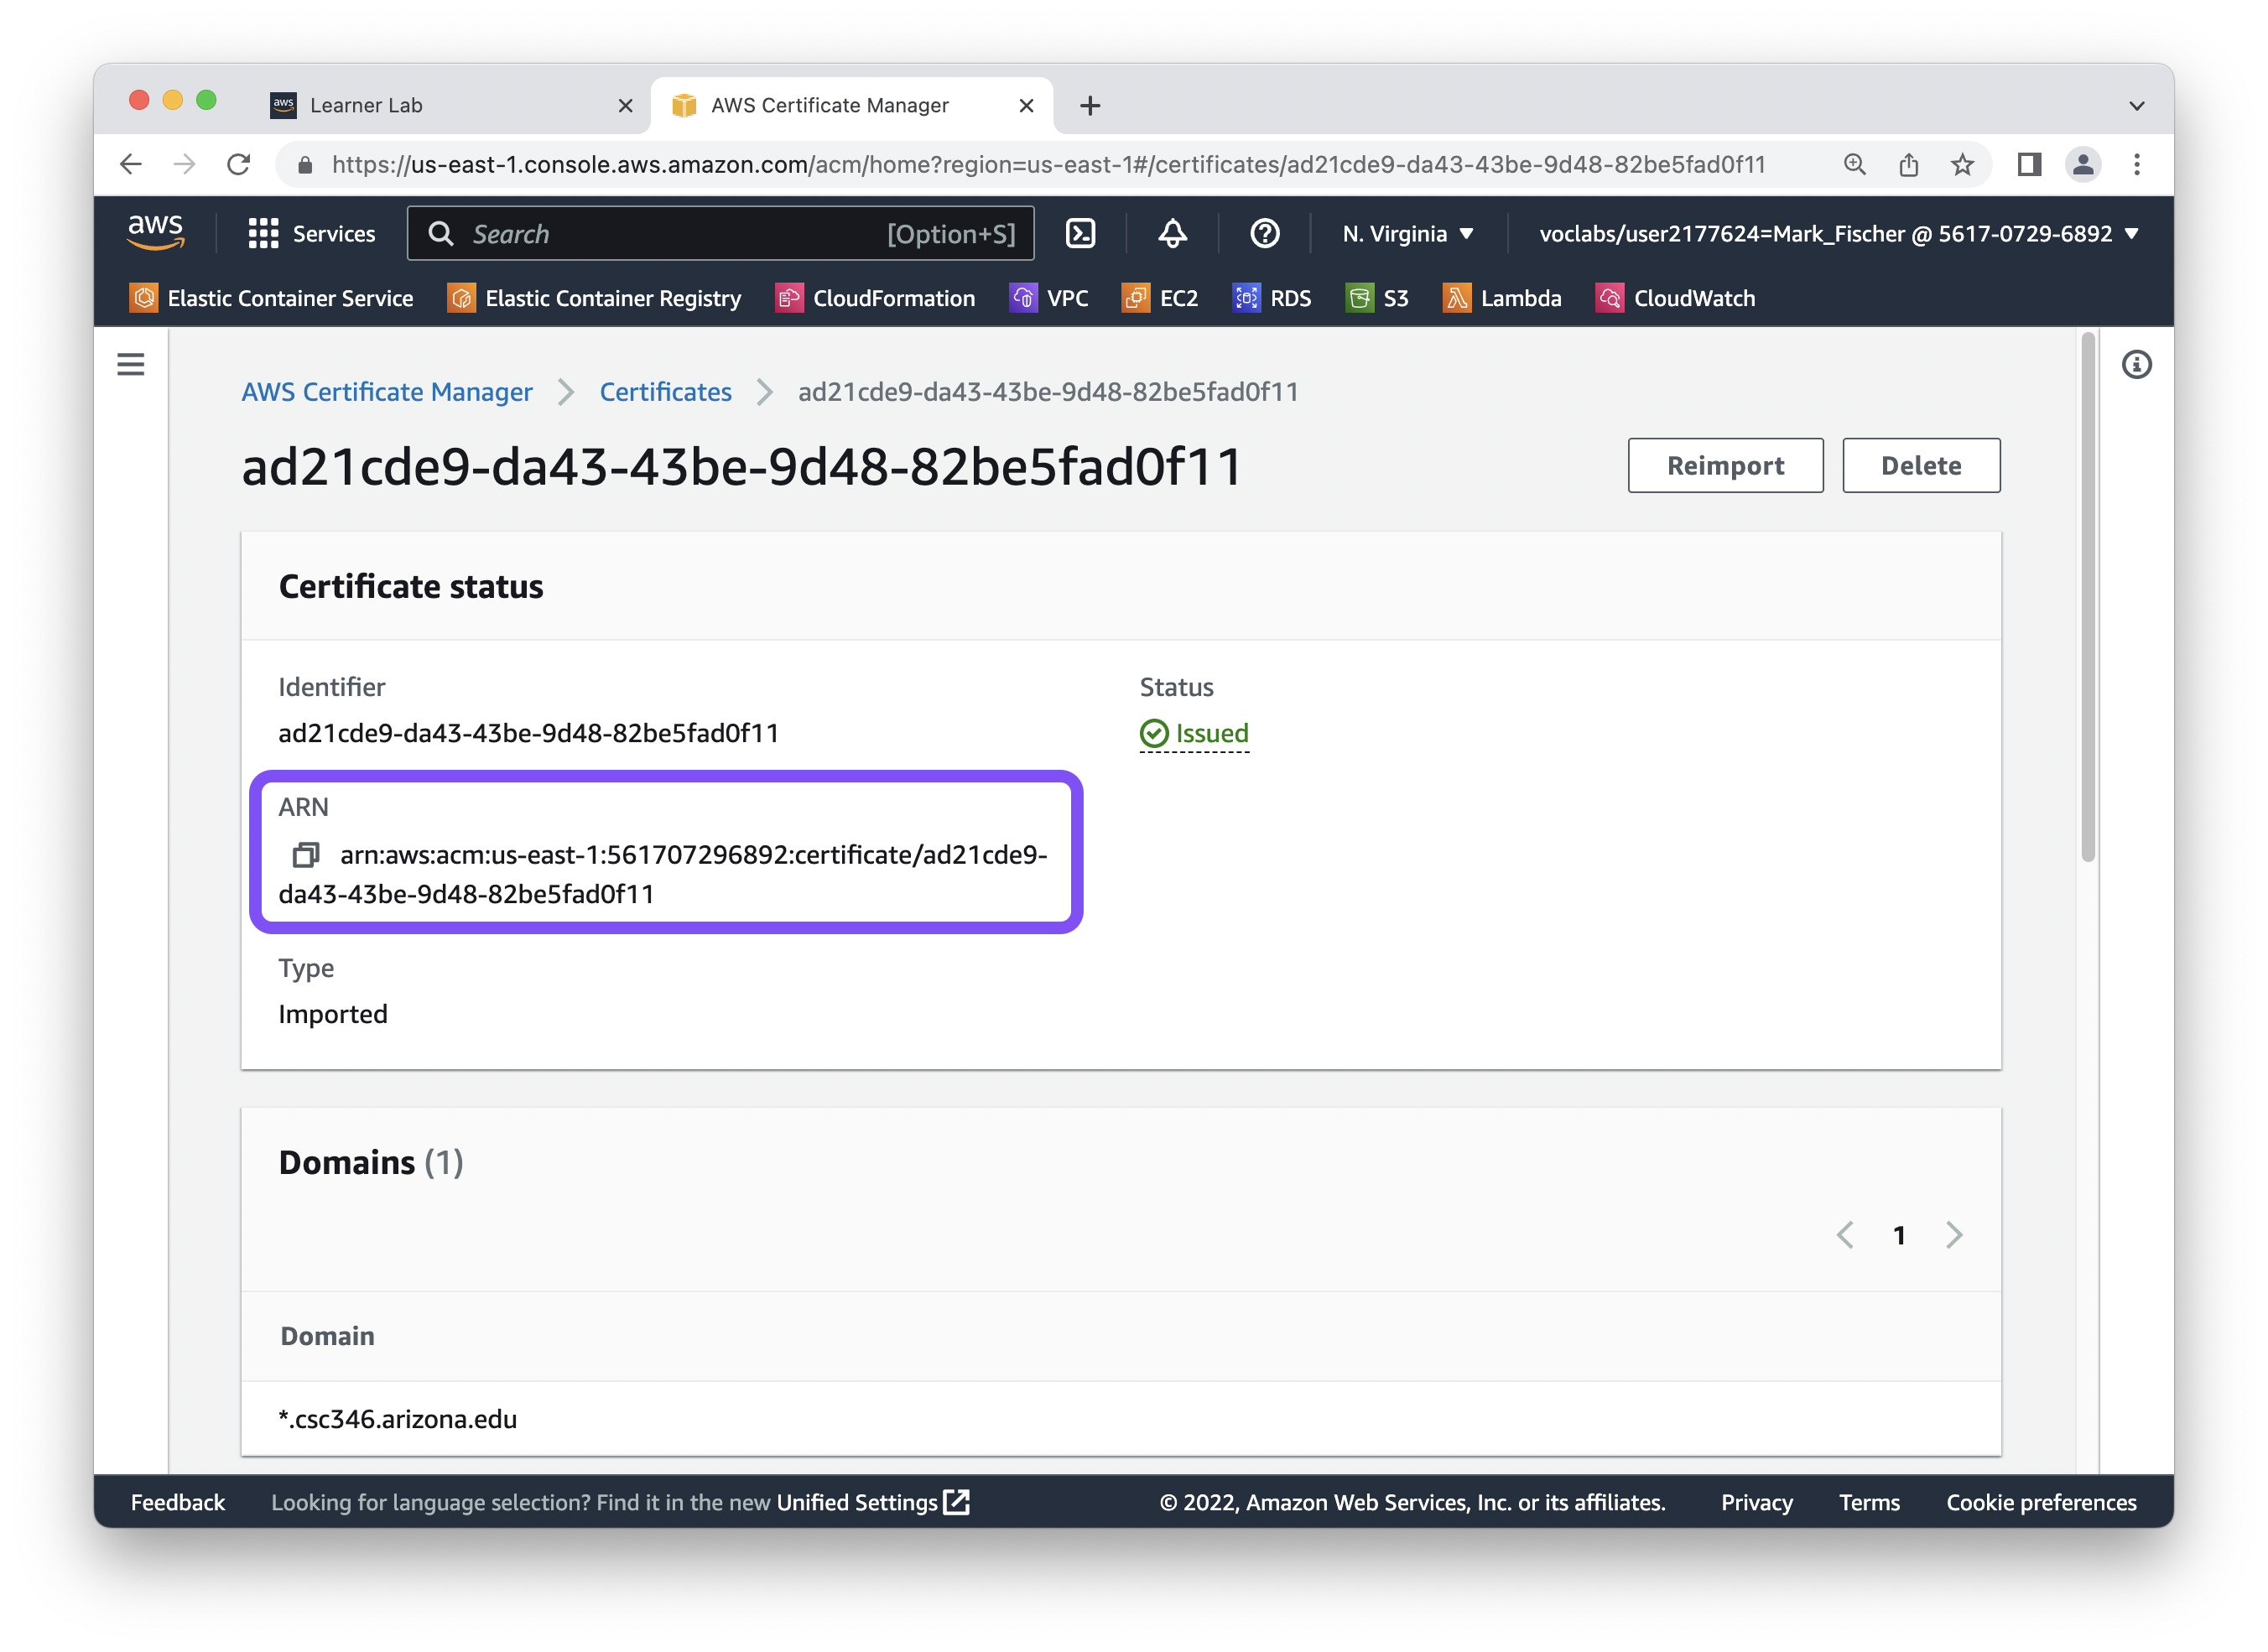 aws Learner Lab
AWS Certificate Manager
https://us-east-1.console.aws.amazon.com/acm/home?region=us-east-1#/certificates/ad21cde9-da43-43be-9d48-82be5fad0f11
aws
Services
Search [Option+S]
N. Virginia
voclabs/user2177624=Mark_Fischer @ 5617-0729-6892
Elastic Container Service
Elastic Container Registry
CloudFormation
VPC
EC2
RDS
S3
Lambda
CloudWatch
AWS Certificate Manager
Certificates
ad21cde9-da43-43be-9d48-82be5fad0f11
ad21cde9-da43-43be-9d48-82be5fad0f11
Reimport
Delete
Certificate status
Identifier
ad21cde9-da43-43be-9d48-82be5fad0f11
Status
Issued
ARN
arn:aws:acm:us-east-1:561707296892:certificate/ad21cde9-
da43-43be-9d48-82be5fad0f11
Type
Imported
Domains (1)
1
Domain
*.csc346.arizona.edu
Feedback
Looking for language selection? Find it in the new Unified Settings
© 2022, Amazon Web Services, Inc. or its affiliates.
Privacy
Terms
Cookie preferences